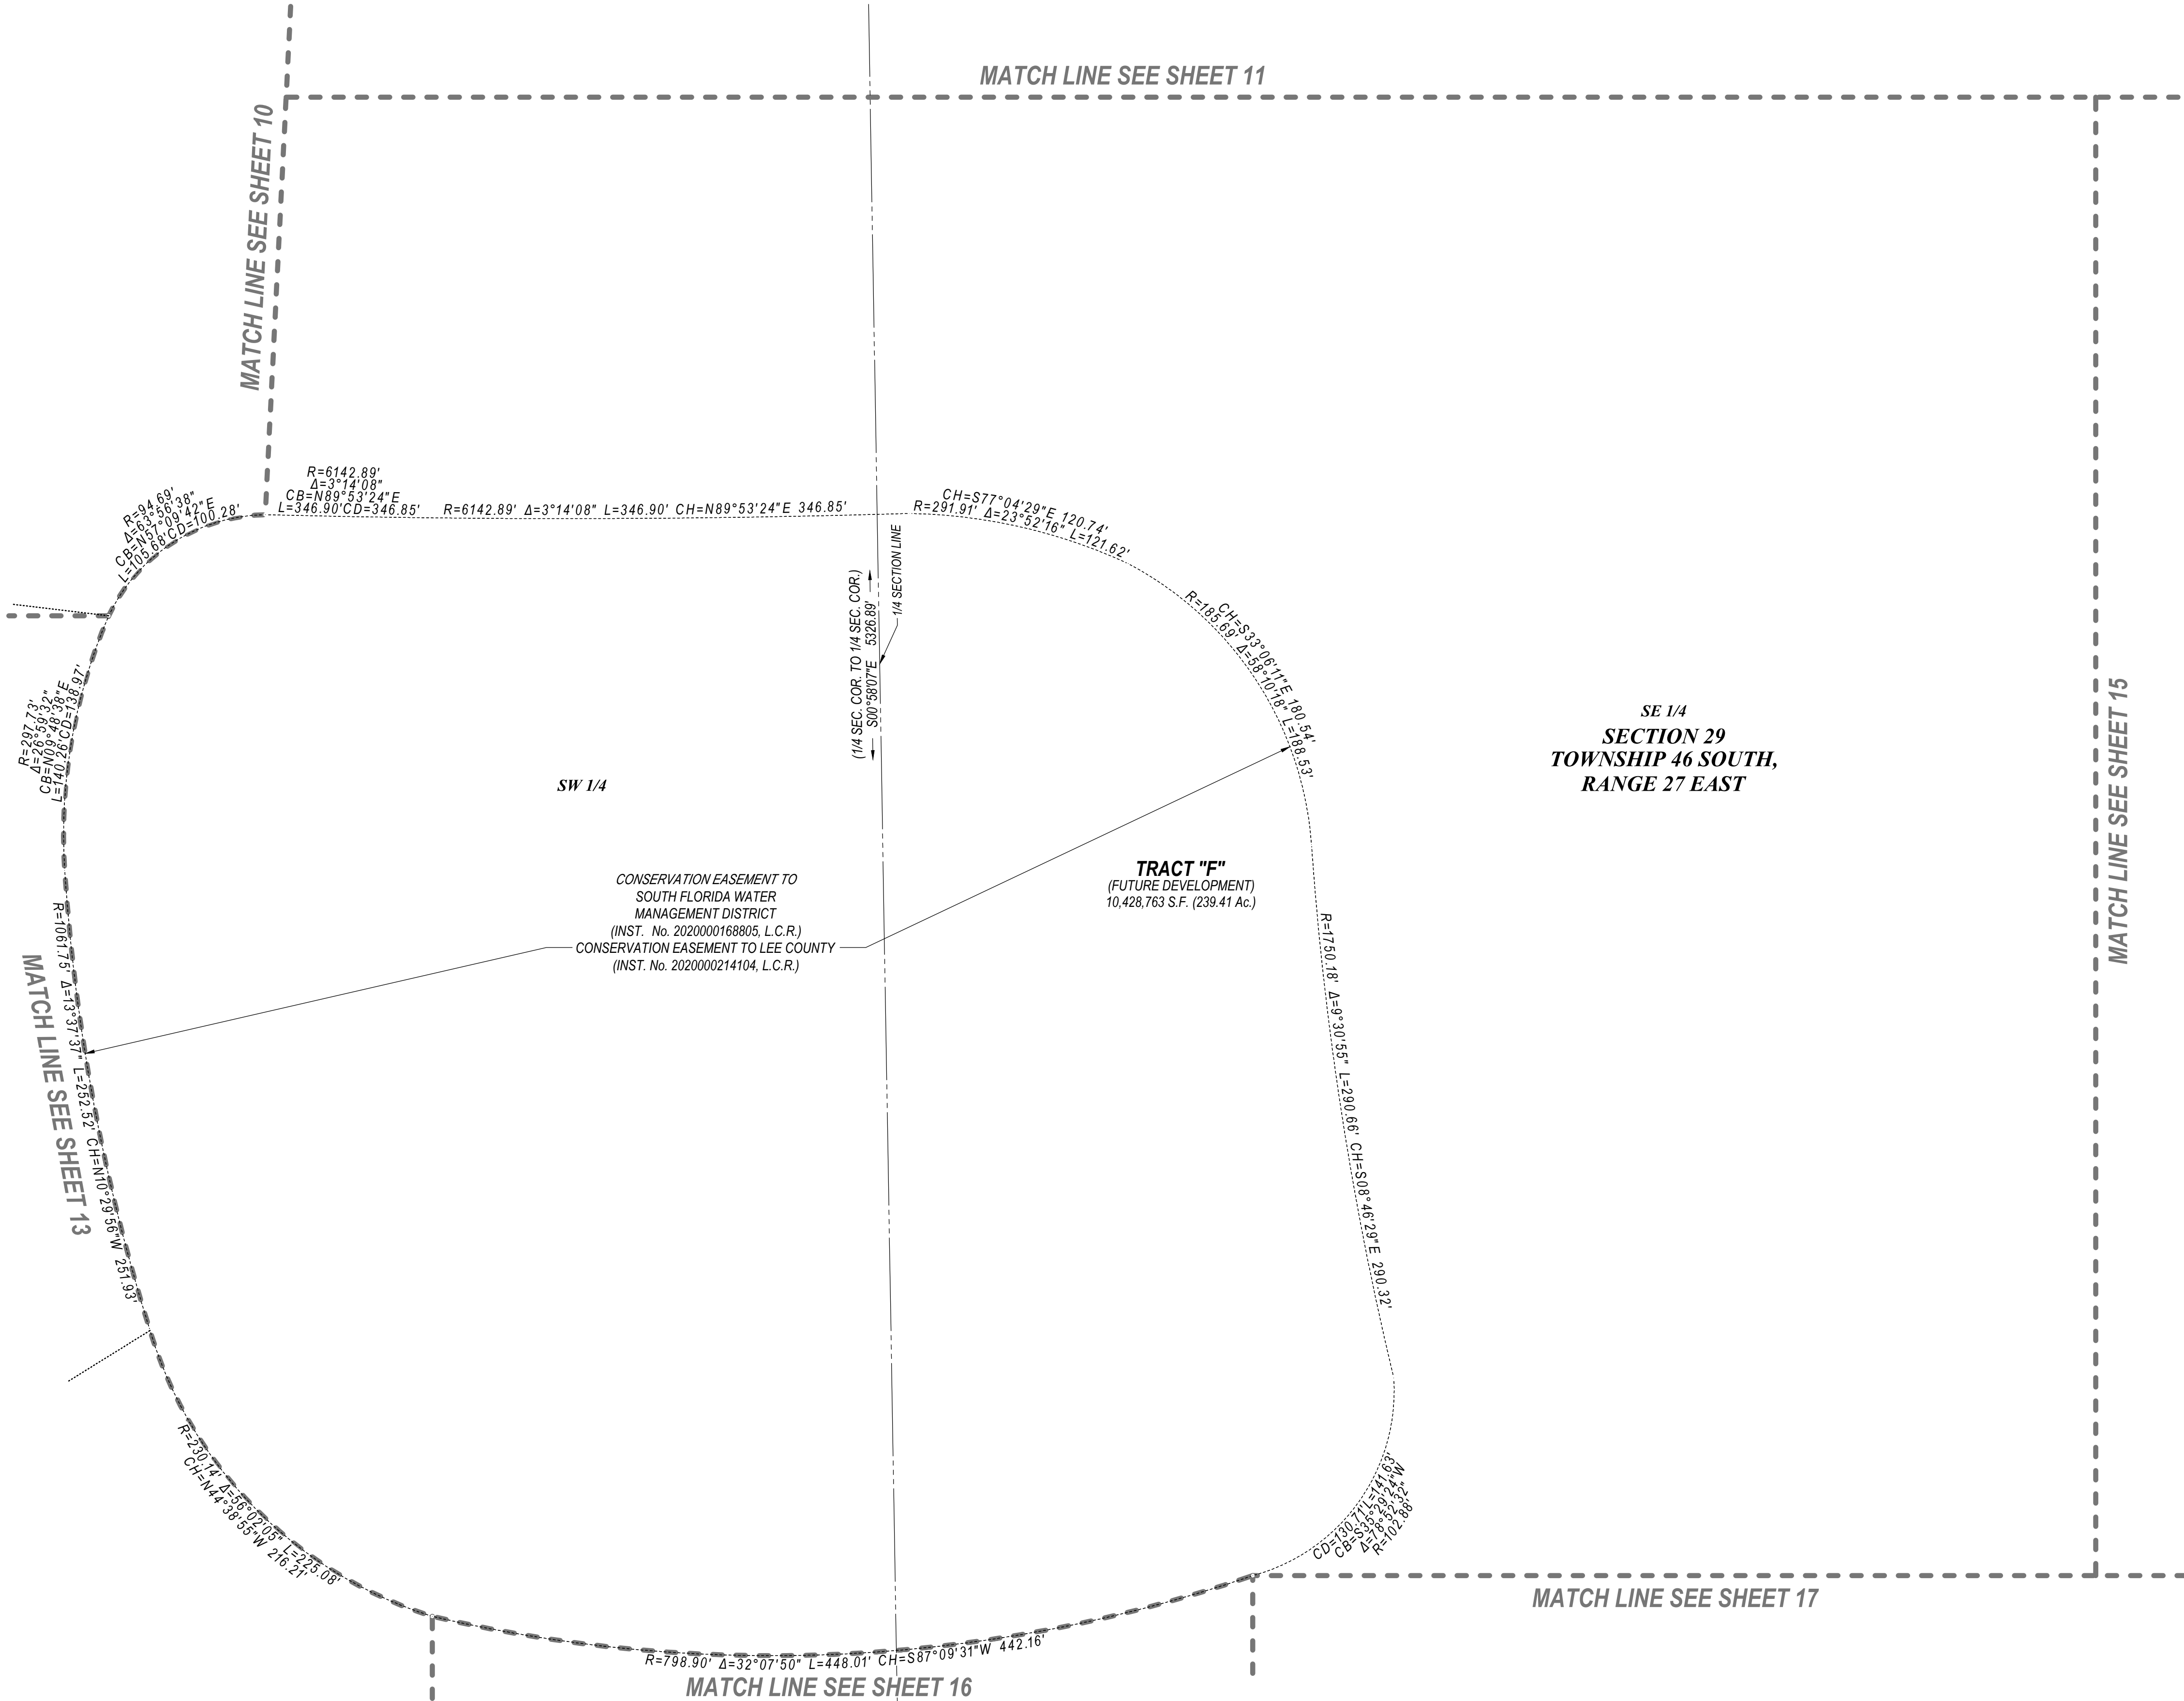 MATCH LINE SEE SHEET 11
MATCH LINE SEE SHEET 10
R=6142.89'
Δ=3°14'08"
CB=N89°53'24"E
L=346.90'CD=346.85'
R=6142.89' Δ=3°14'08" L=346.90' CH=N89°53'24"E 346.85'
CH=S77°04'29"E 120.74'
R=291.91' Δ=23°52'16" L=121.62'
R=94.69'
Δ=63°56'38"
CB=N57°09'42"E
L=105.68'CD=100.28'
(1/4 SEC. COR. TO 1/4 SEC. COR.)
S00°58'07"E 5326.89'
1/4 SECTION LINE
CH=S33°06'11"E 180.54'
R=185.69' Δ=58°10'18" L=188.53'
R=297.73'
Δ=26°59'32"
CB=N09°48'38"E
L=140.26'CD=138.97'
SE 1/4
SECTION 29
TOWNSHIP 46 SOUTH,
RANGE 27 EAST
MATCH LINE SEE SHEET 15
SW 1/4
TRACT "F"
(FUTURE DEVELOPMENT)
10,428,763 S.F. (239.41 Ac.)
CONSERVATION EASEMENT TO
SOUTH FLORIDA WATER
MANAGEMENT DISTRICT
(INST. No. 2020000168805, L.C.R.)
CONSERVATION EASEMENT TO LEE COUNTY
(INST. No. 2020000214104, L.C.R.)
R=1061.75' Δ=13°37'37" L=252.52' CH=N10°29'56"W 251.93'
MATCH LINE SEE SHEET 13
R=1750.18' Δ=9°30'55" L=290.66' CH=S08°46'29"E 290.32'
R=230.14' Δ=56°02'05" L=225.08'
CH=N44°38'55"W 216.21'
CD=130.71'L=141.63'
CB=S35°29'24"W
Δ=78°52'32"
R=102.88'
MATCH LINE SEE SHEET 17
R=798.90' Δ=32°07'50" L=448.01' CH=S87°09'31"W 442.16'
MATCH LINE SEE SHEET 16